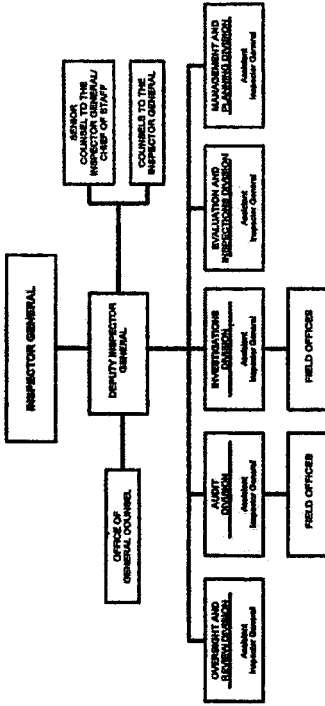 INSPECTOR GENERAL
DEPUTY INSPECTOR
GENERAL
SENIOR
COUNSEL TO THE
INSPECTOR GENERAL/
CHIEF OF STAFF
COUNSELS TO THE
INSPECTOR GENERAL
OFFICE OF
GENERAL COUNSEL
OVERSIGHT AND
REVIEW DIVISION
Assistant
Inspector General
AUDIT
DIVISION
Assistant
Inspector General
FIELD OFFICES
INVESTIGATIONS
DIVISION
Assistant
Inspector General
FIELD OFFICES
EVALUATION AND
INSPECTIONS DIVISION
Assistant
Inspector General
MANAGEMENT AND
PLANNING DIVISION
Assistant
Inspector General